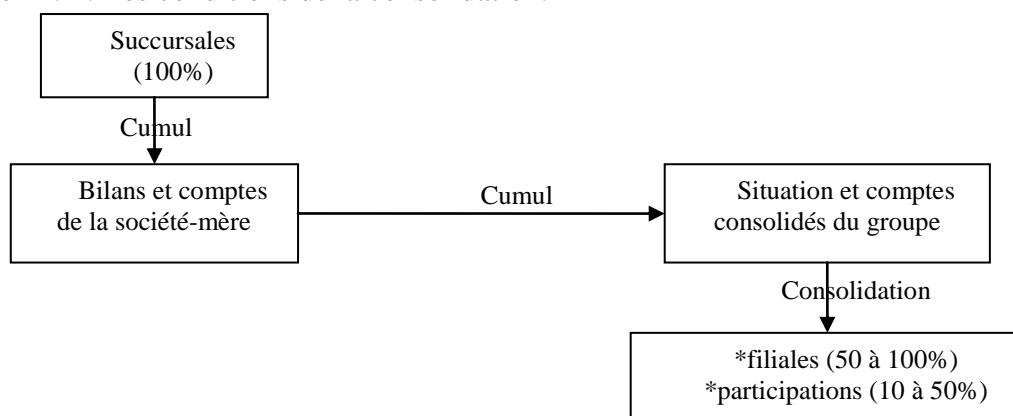 Succursales
(100%)
Cumul
Bilans et comptes
de la société-mère
Cumul
Situation et comptes
consolidés du groupe
Consolidation
*filiales (50 à 100%)
*participations (10 à 50%)